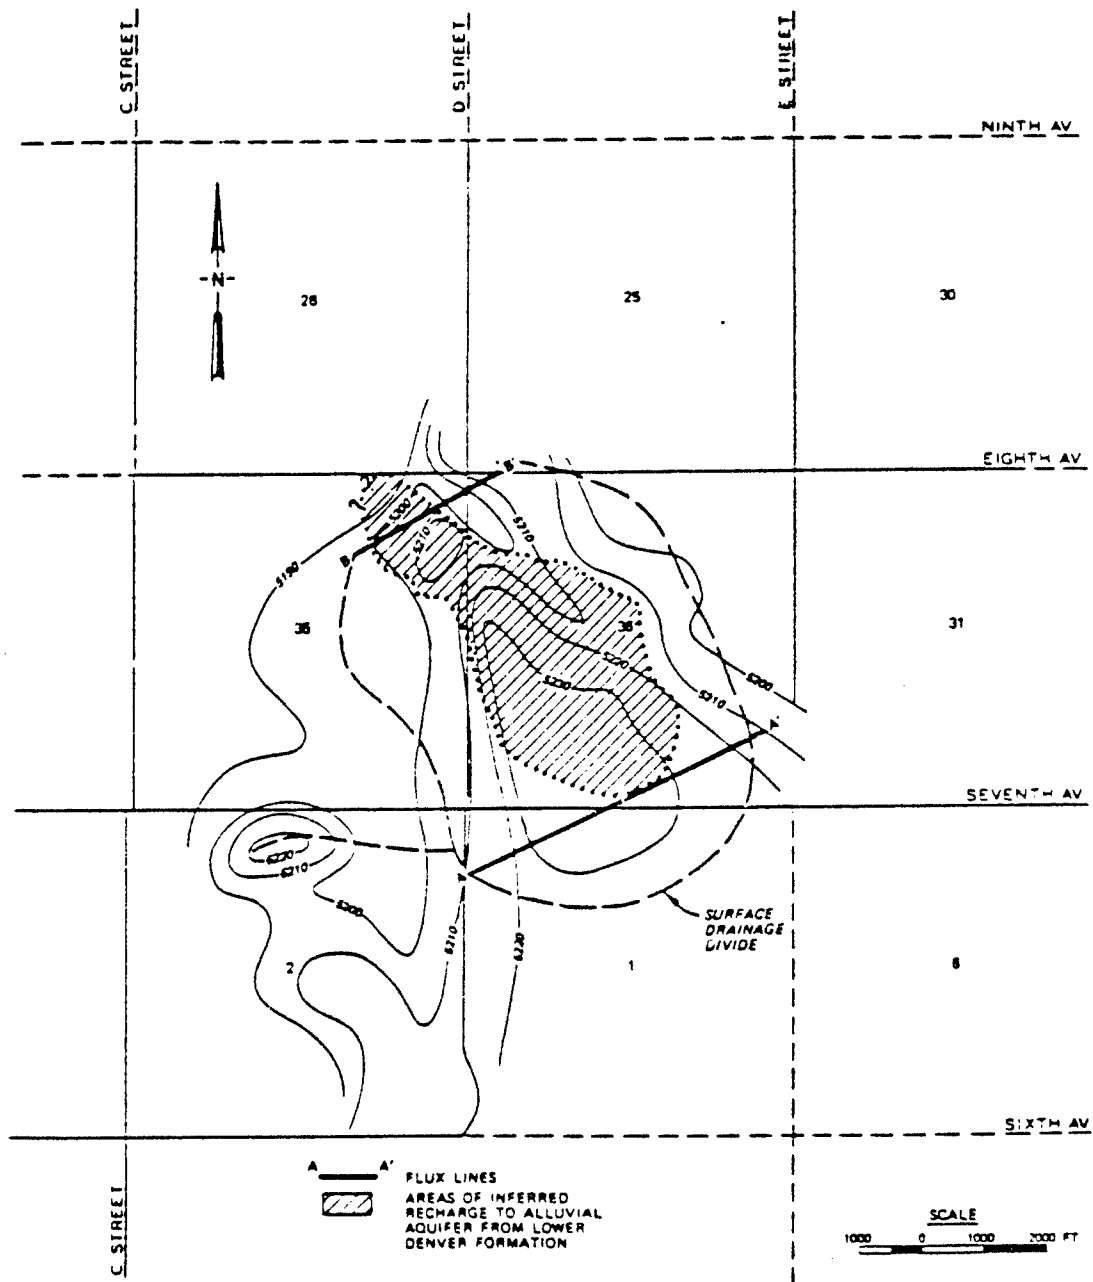 C STREET
D STREET
E STREET
NINTH AV
-N-
26
25
30
EIGHTH AV
B'
5200
5210
5210
B
5190
35
36
31
5220
5230
5200
5210
A'
SEVENTH AV
5220
5210
A
5200
5210
5220
SURFACE
DRAINAGE
DIVIDE
2
1
6
SIXTH AV
C STREET
A A'
FLUX LINES
AREAS OF INFERRED
RECHARGE TO ALLUVIAL
AQUIFER FROM LOWER
DENVER FORMATION
SCALE
1000 0 1000 2000 FT